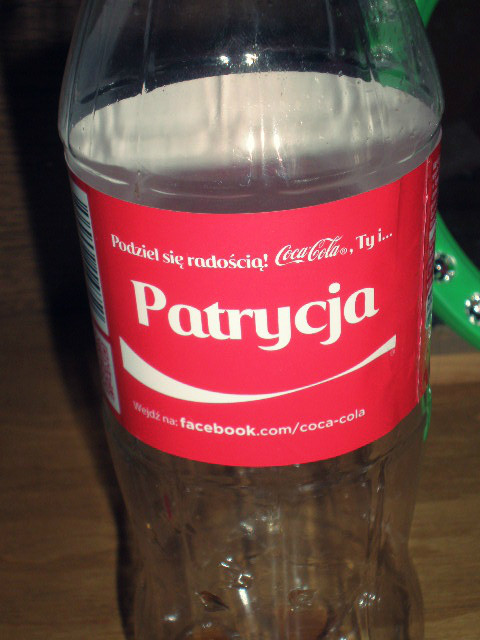 Podziel się radością! Coca-Cola®, Ty i...
Patrycja
Wejdź na: facebook.com/coca-cola